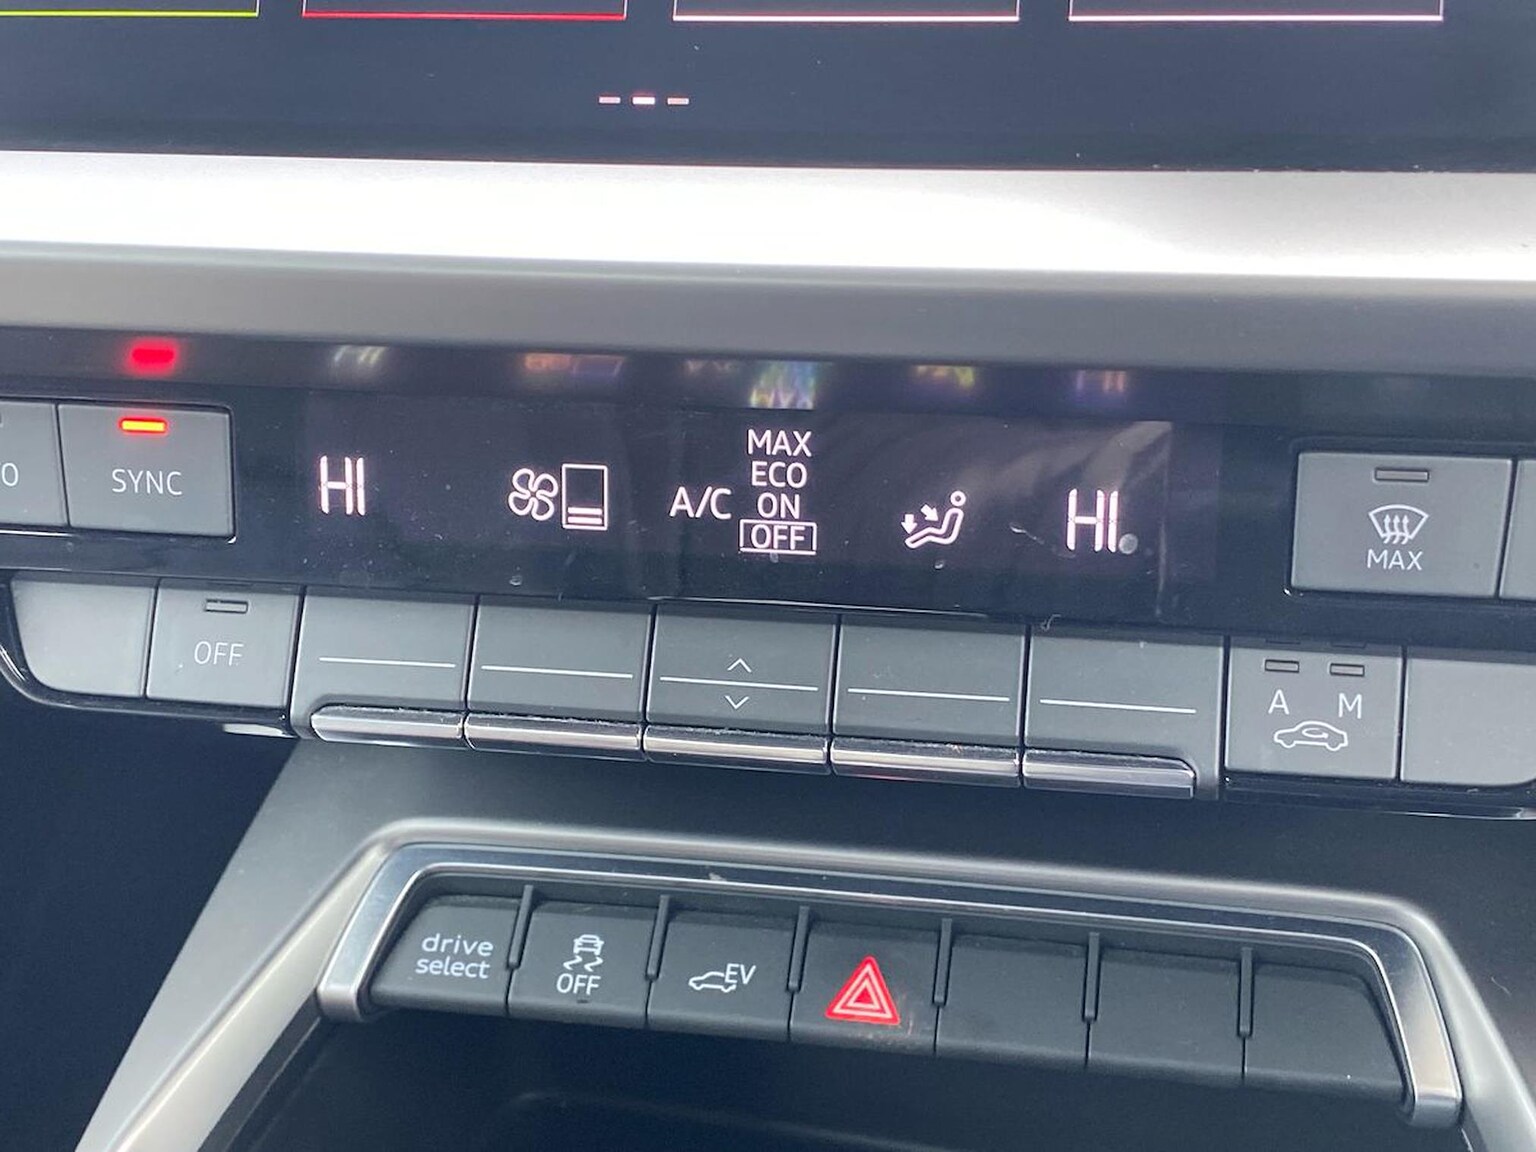 O
SYNC
HI
A/C
MAX
ECO
ON
OFF
HI
MAX
OFF
A M
drive
select
OFF
EV